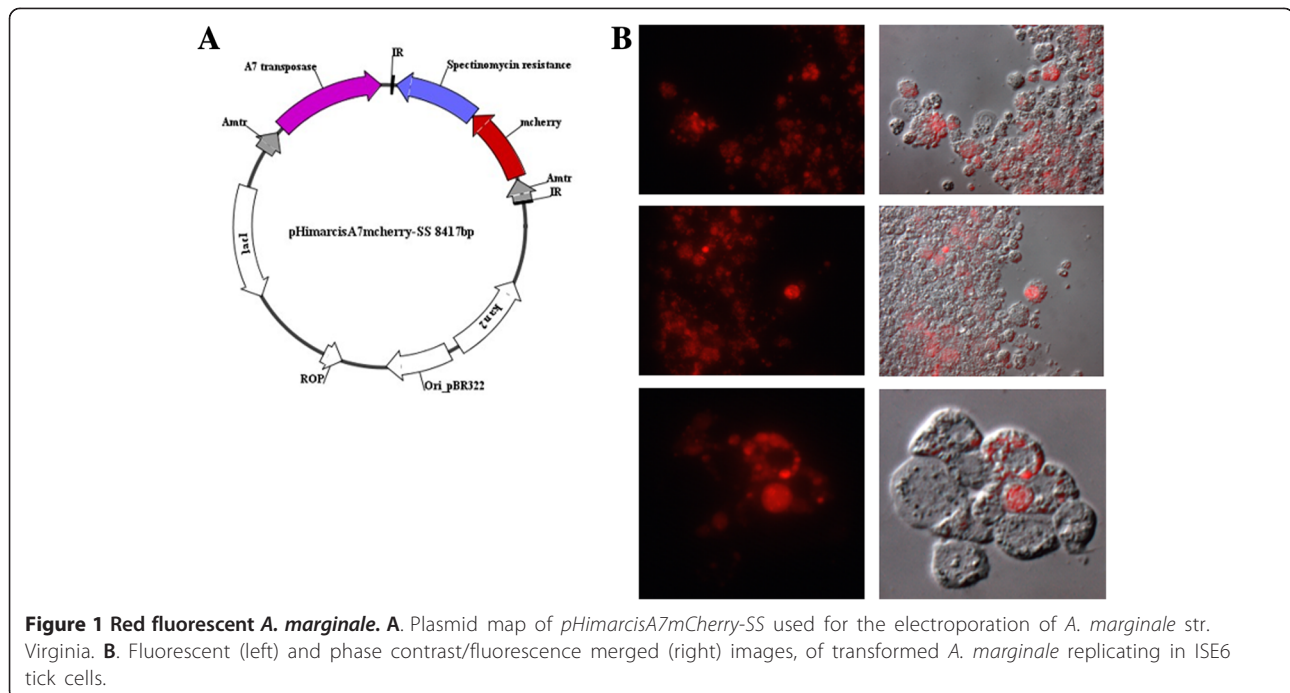 A
B
IR
A7 transposase
Spectinomycin resistance
mcherry
Amtr
Amtr
IR
pHimarcisA7mcherry-SS 8417bp
lacI
kan2
ROP
Ori_pBR322
Figure 1 Red fluorescent A. marginale. A. Plasmid map of pHimarcisA7mCherry-SS used for the electroporation of A. marginale str.
Virginia. B. Fluorescent (left) and phase contrast/fluorescence merged (right) images, of transformed A. marginale replicating in ISE6
tick cells.